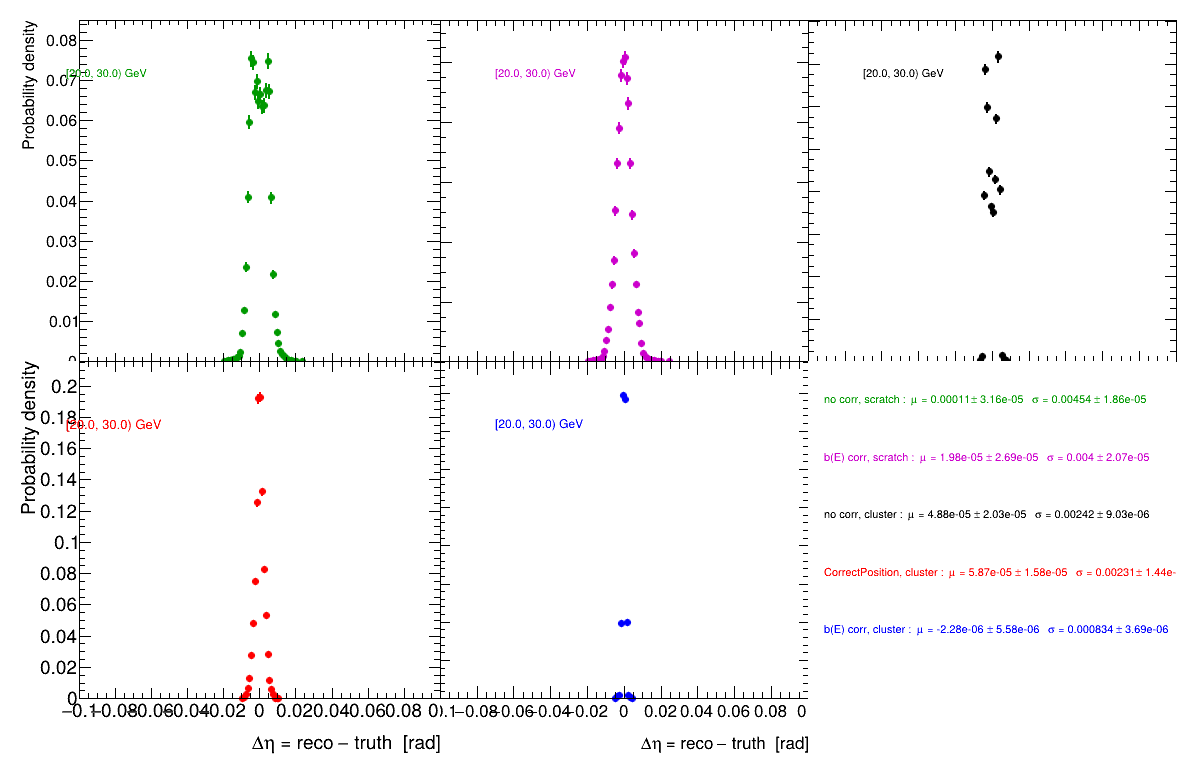 Probability density
0.08
0.07
0.06
0.05
0.04
0.03
0.02
0.01
0
[20.0, 30.0) GeV
[20.0, 30.0) GeV
[20.0, 30.0) GeV
Probability density
0.2
0.18
0.16
0.14
0.12
0.1
0.08
0.06
0.04
0.02
0
[20.0, 30.0) GeV
[20.0, 30.0) GeV
no corr, scratch : μ = 0.00011± 3.16e-05 σ = 0.00454 ± 1.86e-05
b(E) corr, scratch : μ = 1.98e-05 ± 2.69e-05 σ = 0.004 ± 2.07e-05
no corr, cluster : μ = 4.88e-05 ± 2.03e-05 σ = 0.00242 ± 9.03e-06
CorrectPosition, cluster : μ = 5.87e-05 ± 1.58e-05 σ = 0.00231± 1.44e-
b(E) corr, cluster : μ = -2.28e-06 ± 5.58e-06 σ = 0.000834 ± 3.69e-06
−0.1−0.08−0.06−0.04−0.02 0 0.02 0.04 0.06 0.08 0.1−0.08−0.06−0.04−0.02 0 0.02 0.04 0.06 0.08 0
Δη = reco − truth [rad]
Δη = reco − truth [rad]